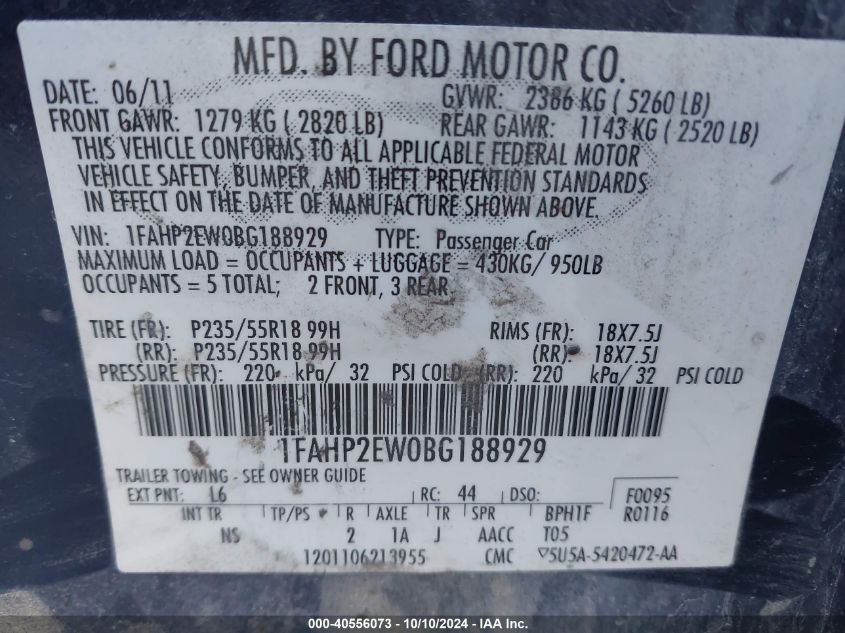 MFD. BY FORD MOTOR CO.
DATE: 06/11 GVWR: 2386 KG ( 5260 LB)
FRONT GAWR: 1279 KG ( 2820 LB) REAR GAWR: 1143 KG ( 2520 LB)
THIS VEHICLE CONFORMS TO ALL APPLICABLE FEDERAL MOTOR
VEHICLE SAFETY, BUMPER, AND THEFT PREVENTION STANDARDS
IN EFFECT ON THE DATE OF MANUFACTURE SHOWN ABOVE.
VIN: 1FAHP2EW0BG188929 TYPE: Passenger Car
MAXIMUM LOAD = OCCUPANTS + LUGGAGE = 430KG/ 950LB
OCCUPANTS = 5 TOTAL; 2 FRONT, 3 REAR
TIRE (FR): P235/55R18 99H RIMS (FR): 18X7.5J
(RR): P235/55R18 99H (RR): 18X7.5J
PRESSURE (FR): 220 kPa/ 32 PSI COLD (RR): 220 kPa/ 32 PSI COLD
1FAHP2EW0BG188929
TRAILER TOWING - SEE OWNER GUIDE
EXT PNT: L6 RC: 44 DSO: F0095
INT TR TP/PS R AXLE TR SPR BPH1F R0116
NS 2 1A J AACC T05
1201106213955 CMC 5U5A-5420472-AA
000-40556073 - 10/10/2024 - IAA Inc.